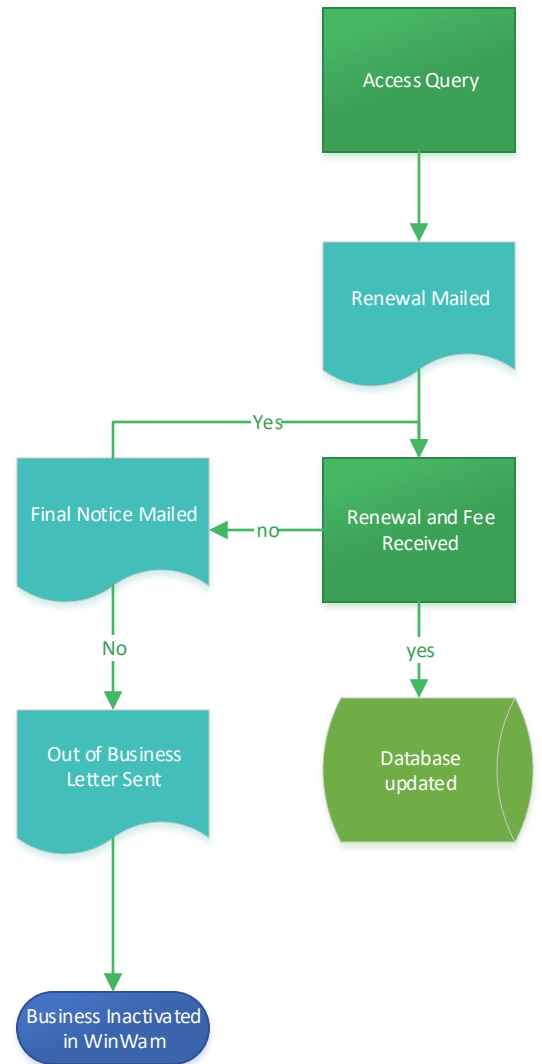 Access Query
Renewal Mailed
Yes
Final Notice Mailed
Renewal and Fee
Received
no
No
yes
Out of Business
Letter Sent
Database
updated
Business Inactivated
in WinWam